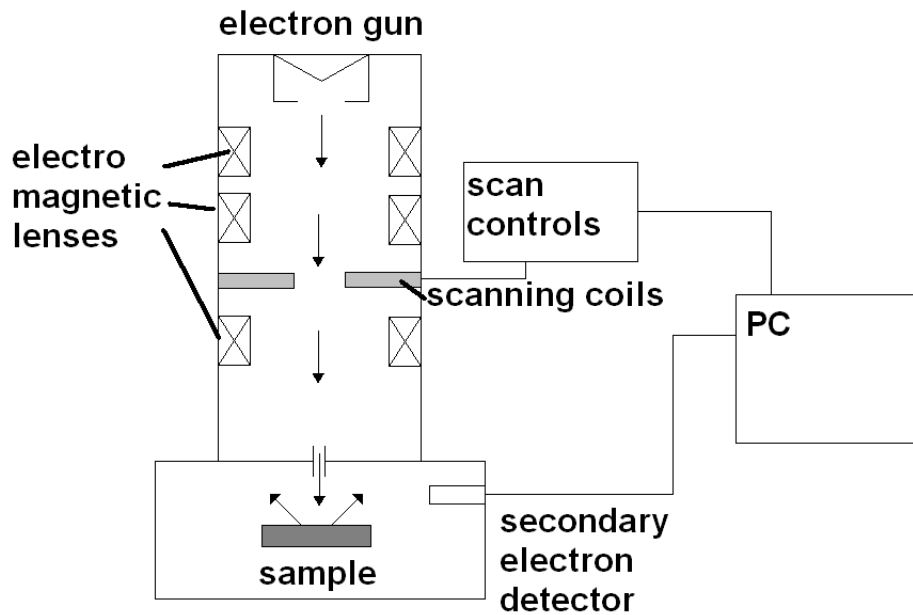 electron gun
electro
magnetic
lenses
scan
controls
scanning coils
PC
secondary
electron
detector
sample